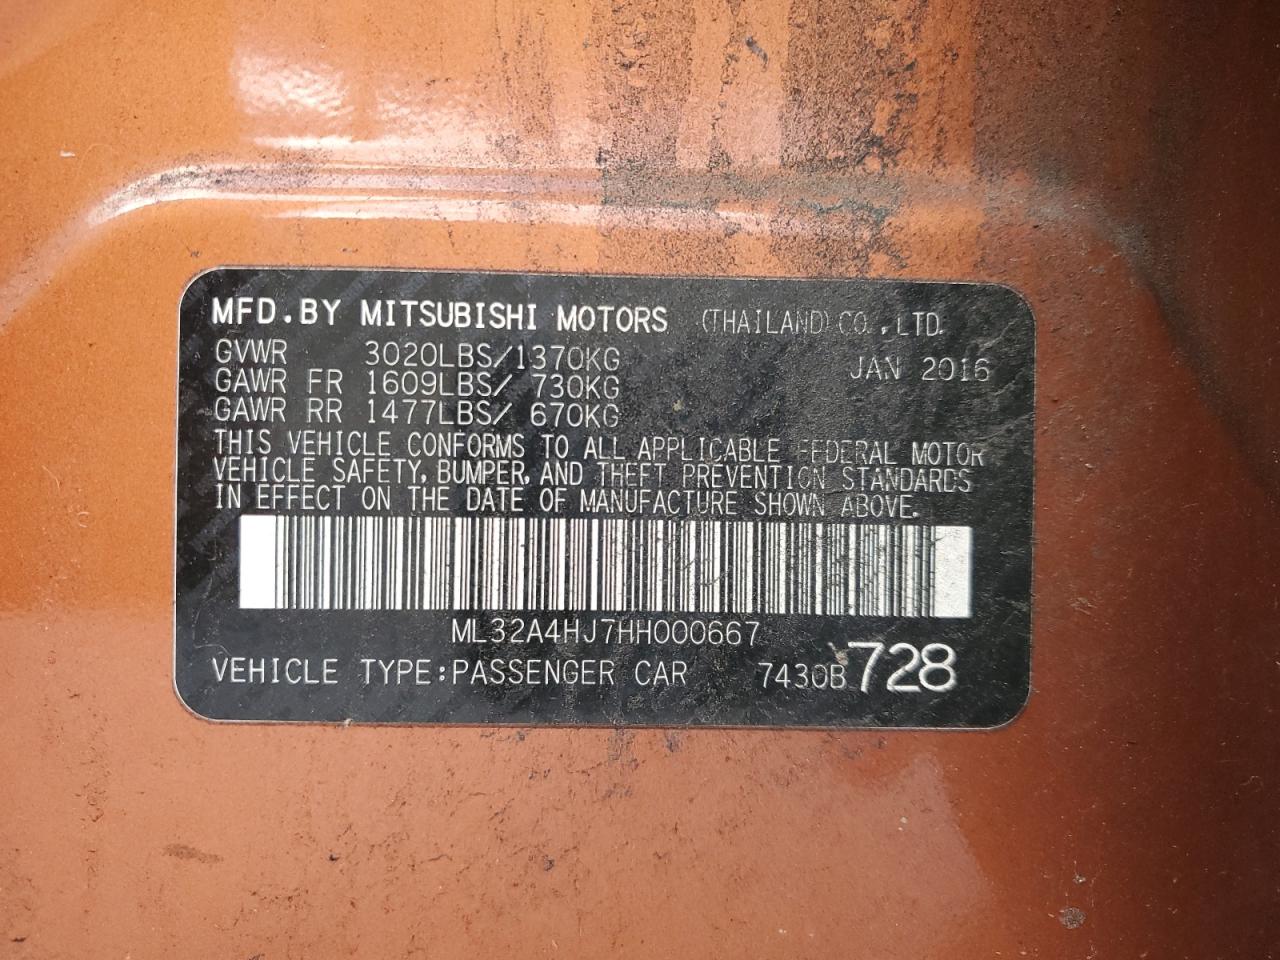 MFD.BY MITSUBISHI MOTORS (THAILAND) CO.,LTD.
GVWR 3020LBS/1370KG JAN 2016
GAWR FR 1609LBS/ 730KG
GAWR RR 1477LBS/ 670KG
THIS VEHICLE CONFORMS TO ALL APPLICABLE FEDERAL MOTOR
VEHICLE SAFETY, BUMPER, AND THEFT PREVENTION STANDARDS
IN EFFECT ON THE DATE OF MANUFACTURE SHOWN ABOVE.
ML32A4HJ7HH000667
VEHICLE TYPE:PASSENGER CAR 7430B 728